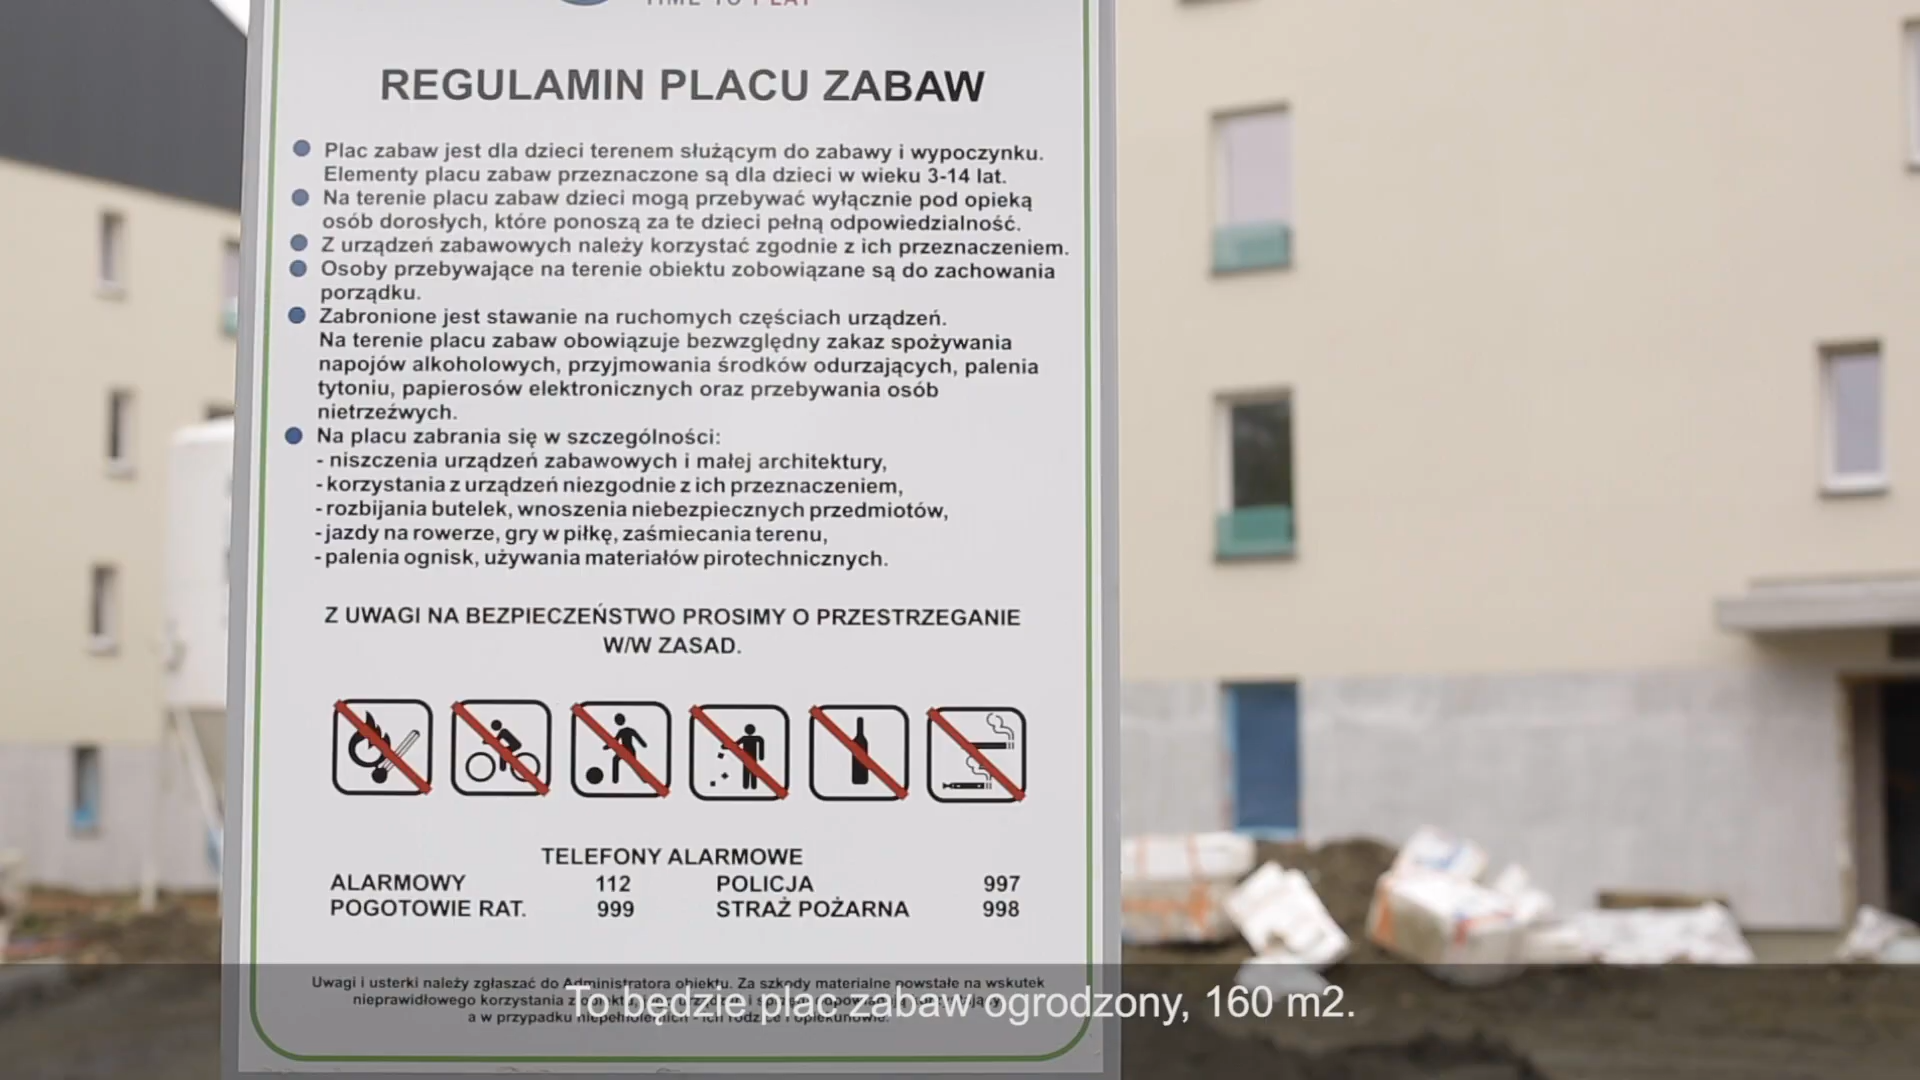 TIME TO PLAY
REGULAMIN PLACU ZABAW
Plac zabaw jest dla dzieci terenem służącym do zabawy i wypoczynku.
Elementy placu zabaw przeznaczone są dla dzieci w wieku 3-14 lat.
Na terenie placu zabaw dzieci mogą przebywać wyłącznie pod opieką
osób dorosłych, które ponoszą za te dzieci pełną odpowiedzialność.
Z urządzeń zabawowych należy korzystać zgodnie z ich przeznaczeniem.
Osoby przebywające na terenie obiektu zobowiązane są do zachowania
porządku.
Zabronione jest stawanie na ruchomych częściach urządzeń.
Na terenie placu zabaw obowiązuje bezwzględny zakaz spożywania
napojów alkoholowych, przyjmowania środków odurzających, palenia
tytoniu, papierosów elektronicznych oraz przebywania osób
nietrzeźwych.
Na placu zabrania się w szczególności:
- niszczenia urządzeń zabawowych i małej architektury,
- korzystania z urządzeń niezgodnie z ich przeznaczeniem,
- rozbijania butelek, wnoszenia niebezpiecznych przedmiotów,
- jazdy na rowerze, gry w piłkę, zaśmiecania terenu,
- palenia ognisk, używania materiałów pirotechnicznych.
Z UWAGI NA BEZPIECZEŃSTWO PROSIMY O PRZESTRZEGANIE
W/W ZASAD.
TELEFONY ALARMOWE
ALARMOWY 112 POLICJA 997
POGOTOWIE RAT. 999 STRAŻ POŻARNA 998
Uwagi i usterki należy zgłaszać do Administratora obiektu. Za szkody materialne powstałe na wskutek
nieprawidłowego korzystania z
a w przypadku niepełnoletnich - ich rodzice i opiekunowie.
To będzie plac zabaw ogrodzony, 160 m2.